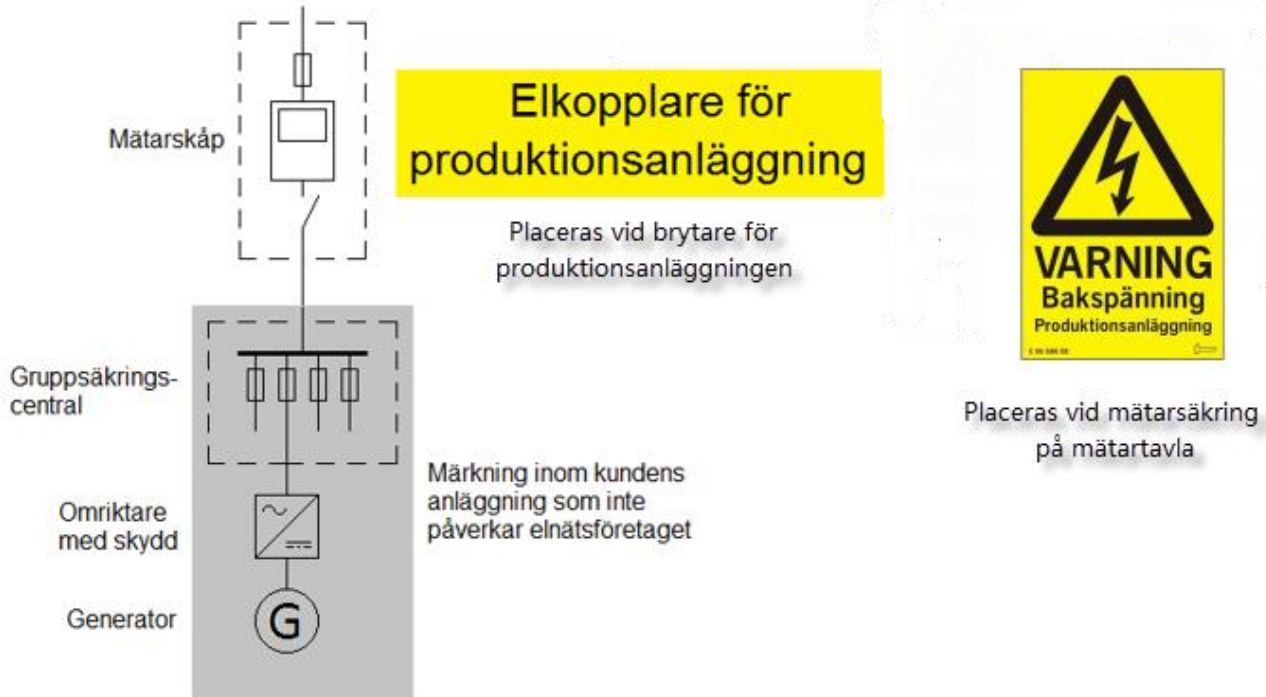 Mätarskåp
Elkopplare för
produktionsanläggning
Placeras vid brytare för
produktionsanläggningen
VARNING
Bakspänning
Produktionsanläggning
Placeras vid mätarsäkring
på mätartavla
Gruppsäkrings-
central
Märkning inom kundens
anläggning som inte
påverkar elnätsföretaget
Omriktare
med skydd
Generator
G